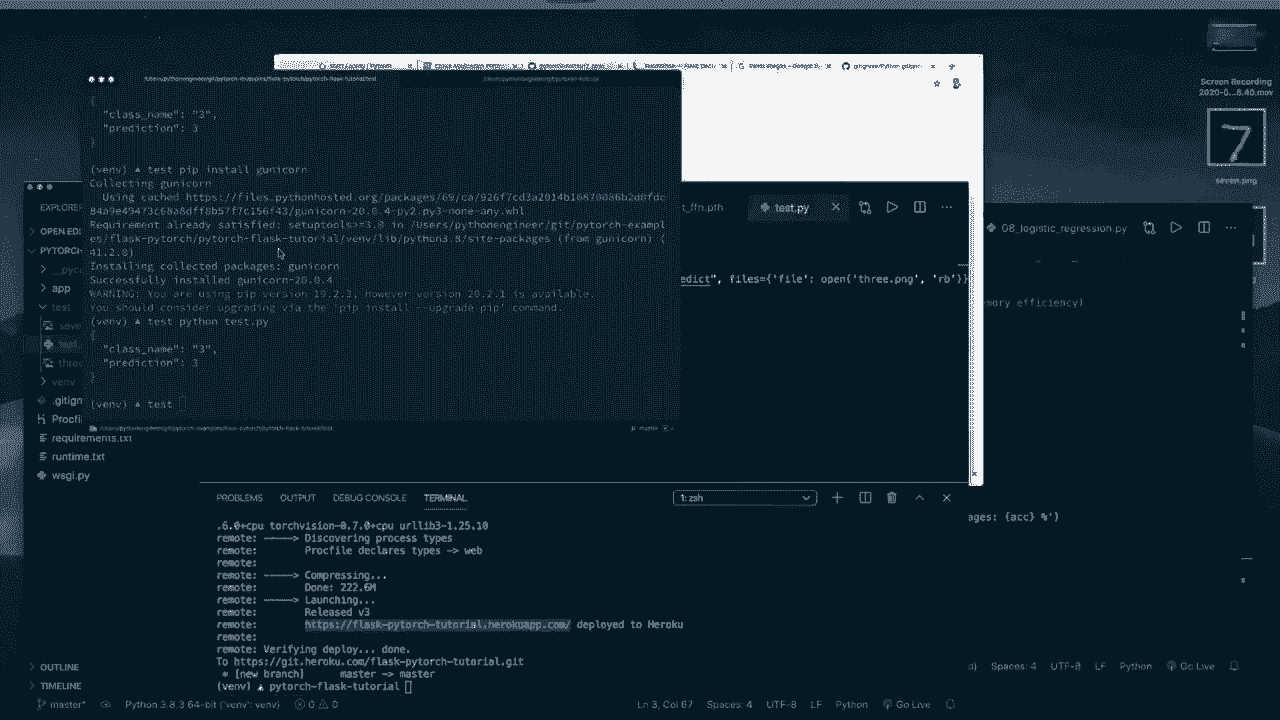 Screen Recording
2020-0...8.40.mov
seven.png
{
"class_name": "3",
"prediction": 3
}
(venv) ▲ test pip install gunicorn
Collecting gunicorn
Using cached https://files.pythonhosted.org/packages/69/ca/926f7cd3a2014b16870086b2d0fdc
84a9e49473c68a8dff8b57f7c156f43/gunicorn-20.0.4-py2.py3-none-any.whl
Requirement already satisfied: setuptools>=3.0 in /Users/pythonengineer/git/pytorch-exampl
es/flask-pytorch/pytorch-flask-tutorial/venv/lib/python3.8/site-packages (from gunicorn) (
41.2.0)
Installing collected packages: gunicorn
Successfully installed gunicorn-20.0.4
WARNING: You are using pip version 19.2.3, however version 20.2.1 is available.
You should consider upgrading via the 'pip install --upgrade pip' command.
(venv) ▲ test python test.py
{
"class_name": "3",
"prediction": 3
}
(venv) ▲ test
EXPLORE
OPEN EDI
PYTORCH-
__pyc
app
test
seve
test.
three
venv
.gitign
Procfi
requirements.txt
runtime.txt
wsgi.py
OUTLINE
TIMELINE
t_ffn.pth
test.py
edict", files={'file': open('three.png', 'rb')}
08_logistic_regression.py
mory efficiency)
ages: {acc} %')
PROBLEMS OUTPUT DEBUG CONSOLE TERMINAL
1: zsh
.6.0+cpu torchvision-0.7.0+cpu urllib3-1.25.10
remote: -----> Discovering process types
remote: Procfile declares types -> web
remote:
remote: -----> Compressing...
remote: Done: 222.6M
remote: -----> Launching...
remote: Released v3
remote: https://flask-pytorch-tutorial.herokuapp.com/ deployed to Heroku
remote:
remote: Verifying deploy... done.
To https://git.heroku.com/flask-pytorch-tutorial.git
* [new branch] master -> master
(venv) ▲ pytorch-flask-tutorial
master* Python 3.8.3 64-bit ('venv': venv) 0 0
Ln 3, Col 67 Spaces: 4 UTF-8 LF Python Go Live
d) Spaces: 4 UTF-8 LF Python Go Live